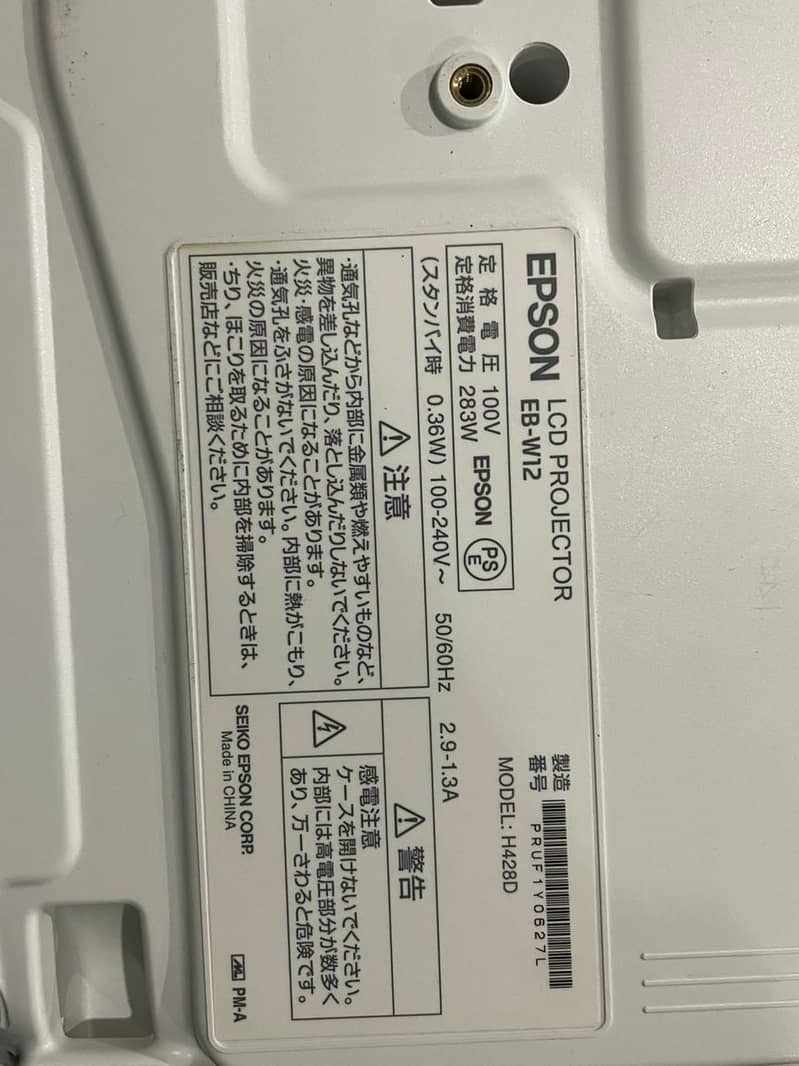 EPSON LCD PROJECTOR
EB-W12
製造番号 PRUF1Y0627L
MODEL: H428D
定格電圧 100V
定格消費電力 283W
EPSON PSE
(スタンバイ時 0.36W) 100-240V~ 50/60Hz 2.9-1.3A
注意
・通気孔などから内部に金属類や燃えやすいものなど、
異物を差し込んだり、落とし込んだりしないでください。
火災・感電の原因になることがあります。
・通気孔をふさがないでください。内部に熱がこもり、
火災の原因になることがあります。
・ちり、ほこりを取るために内部を掃除するときは、
販売店などにご相談ください。
警告
感電注意
ケースを開けないでください。
内部には高電圧部分が数多く
あり、万一さわると危険です。
SEIKO EPSON CORP.
Made in CHINA
PM-A